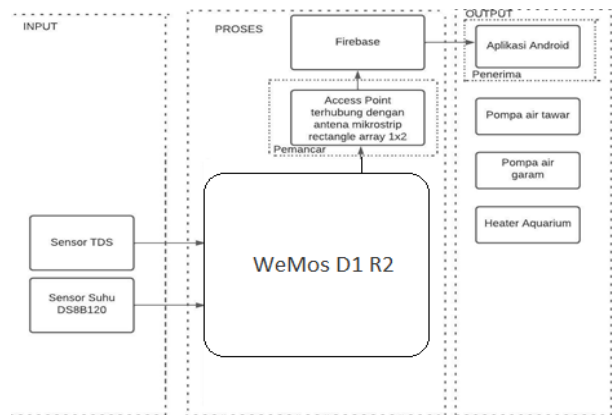 INPUT
PROSES
Firebase
OUTPUT
Aplikasi Android
Penerima
Access Point
terhubung dengan
antena mikrostrip
rectangle array 1x2
Pemancar
Pompa air tawar
Pompa air
garam
Heater Aquarium
Sensor TDS
Sensor Suhu
DS8B120
WeMos D1 R2